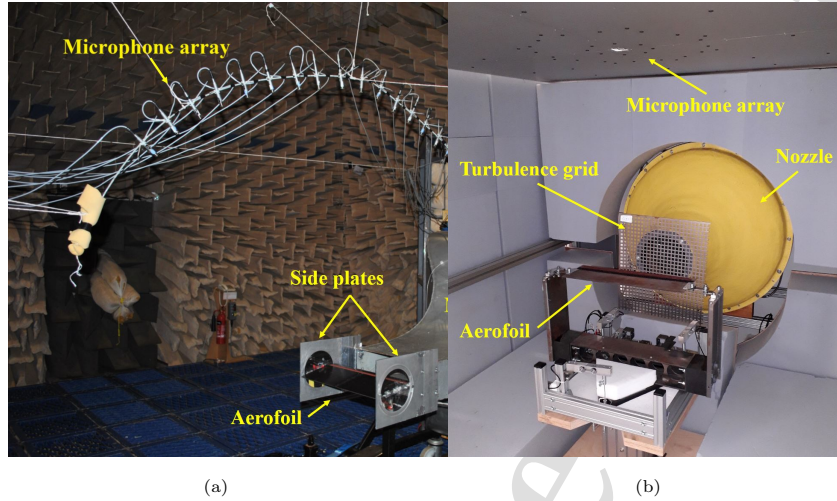 Microphone array
Side plates
Aerofoil
Microphone array
Nozzle
Turbulence grid
Aerofoil
(a)
(b)